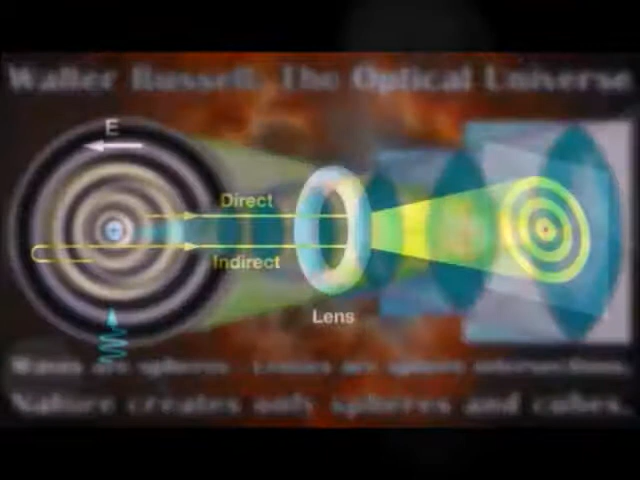 Walter Russell. The Optical Universe
E
Direct
Indirect
Lens
Waves are spheres - Lenses are sphere intersections.
Nature creates only spheres and cubes.